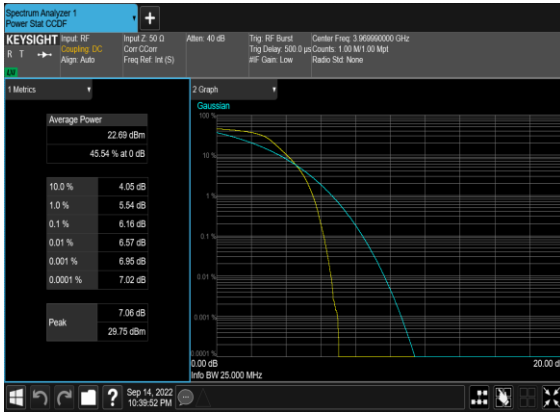 Spectrum Analyzer 1
Power Stat CCDF
KEYSIGHT
R T
Input: RF
Coupling: DC
Align: Auto
Input Z: 50 Ω
Corr CCorr
Freq Ref: Int (S)
Atten: 40 dB
Trig: RF Burst
Trig Delay: 500.0 µs
#IF Gain: Low
Center Freq: 3.969990000 GHz
Counts: 1.00 M/1.00 Mpt
Radio Std: None
1 Metrics
Average Power
22.69 dBm
45.54 % at 0 dB
10.0 % 4.05 dB
1.0 % 5.54 dB
0.1 % 6.16 dB
0.01 % 6.57 dB
0.001 % 6.95 dB
0.0001 % 7.02 dB
Peak
7.06 dB
29.75 dBm
2 Graph
Gaussian
100 %
10 %
1 %
0.1 %
0.01 %
0.001 %
0.0001 %
0.00 dB
20.00 d
Info BW 25.000 MHz
?
Sep 14, 2022
10:39:52 PM